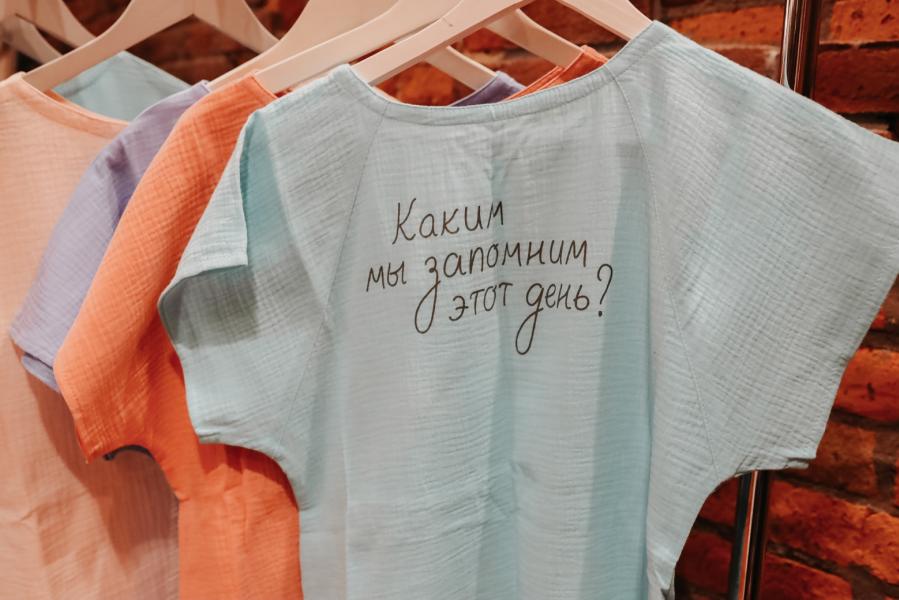 Каким
мы запомним
этот день?